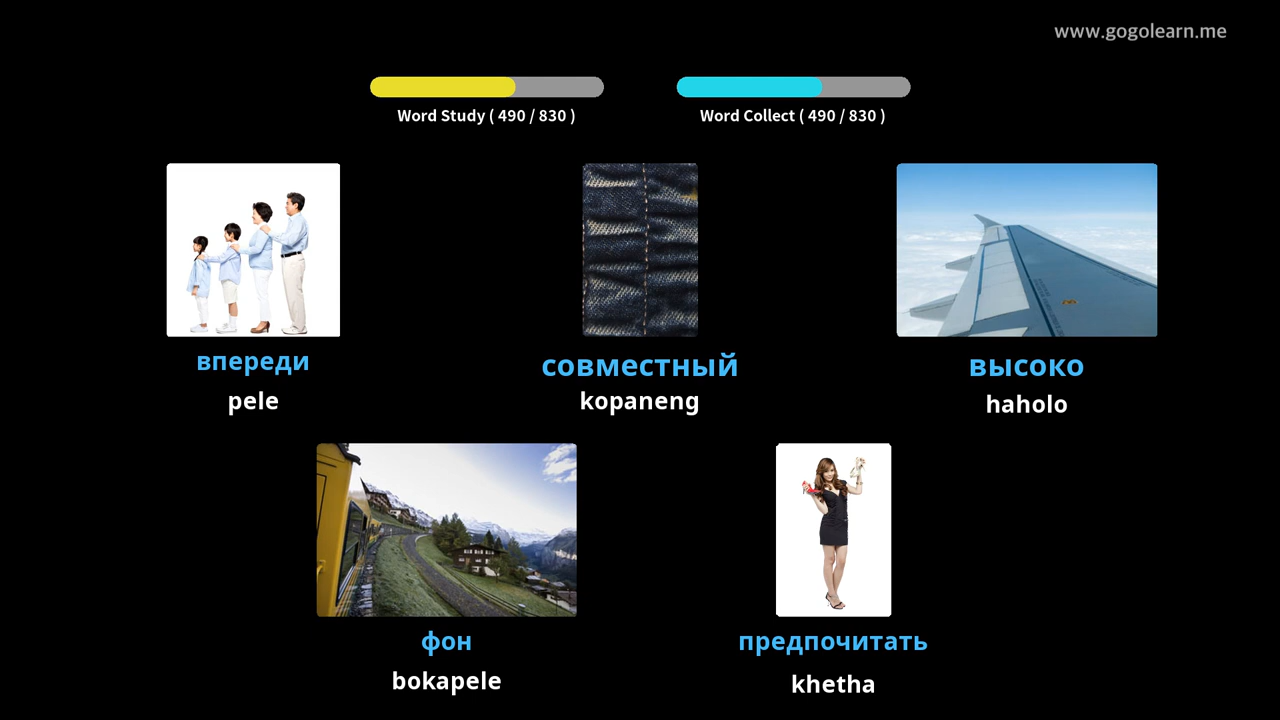 www.gogolearn.me
Word Study ( 490 / 830 )
Word Collect ( 490 / 830 )
впереди
pele
совместный
kopaneng
высоко
haholo
фон
bokapele
предпочитать
khetha